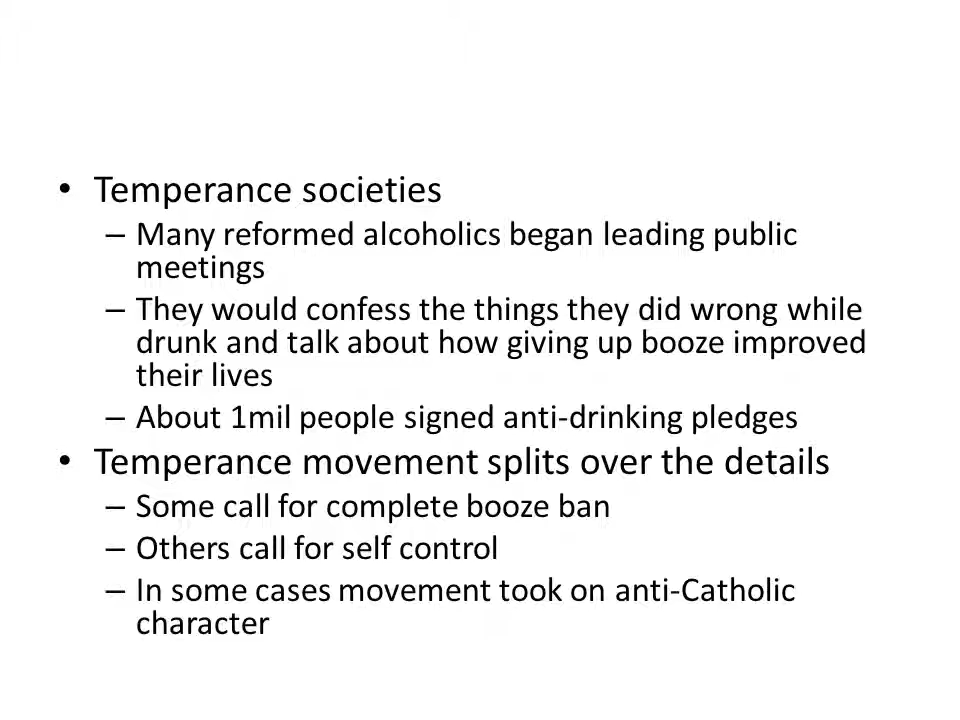 • Temperance societies
– Many reformed alcoholics began leading public
meetings
– They would confess the things they did wrong while
drunk and talk about how giving up booze improved
their lives
– About 1mil people signed anti-drinking pledges
• Temperance movement splits over the details
– Some call for complete booze ban
– Others call for self control
– In some cases movement took on anti-Catholic
character